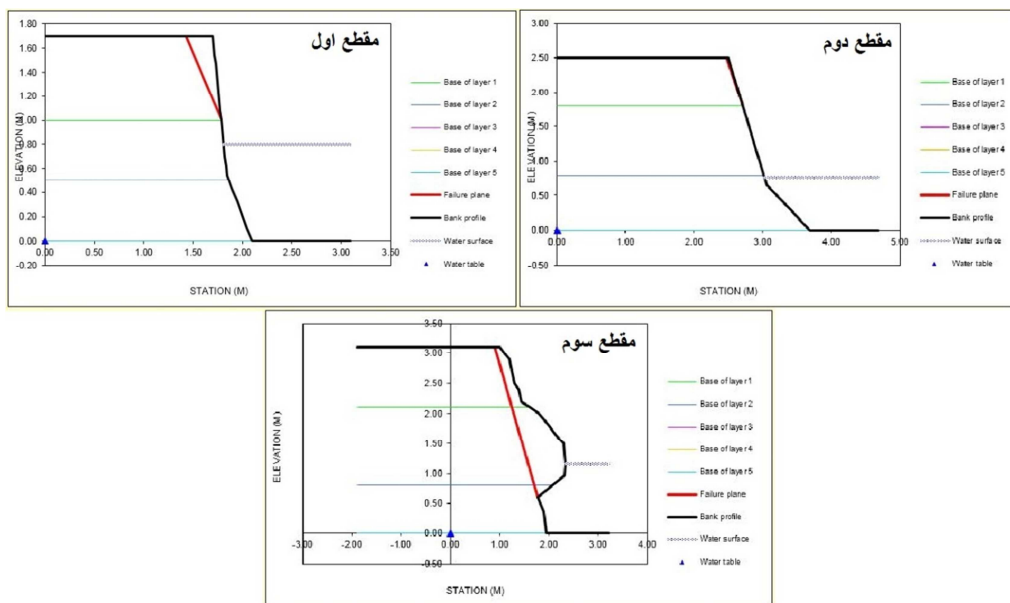 مقطع اول
1.80
1.60
1.40
1.20
1.00
0.80
0.60
0.40
0.20
0.00
-0.20
ELEVATION (M)
0.00 0.50 1.00 1.50 2.00 2.50 3.00 3.50
STATION (M)
Base of layer 1
Base of layer 2
Base of layer 3
Base of layer 4
Base of layer 5
Failure plane
Bank profile
Water surface
Water table
مقطع دوم
3.00
2.50
2.00
1.50
1.00
0.50
0.00
-0.50
ELEVATION (M)
0.00 1.00 2.00 3.00 4.00 5.00
STATION (M)
Base of layer 1
Base of layer 2
Base of layer 3
Base of layer 4
Base of layer 5
Failure plane
Bank profile
Water surface
Water table
مقطع سوم
3.50
3.00
2.50
2.00
1.50
1.00
0.50
0.00
-0.50
ELEVATION (M)
-3.00 -2.00 -1.00 0.00 1.00 2.00 3.00 4.00
STATION (M)
Base of layer 1
Base of layer 2
Base of layer 3
Base of layer 4
Base of layer 5
Failure plane
Bank profile
Water surface
Water table